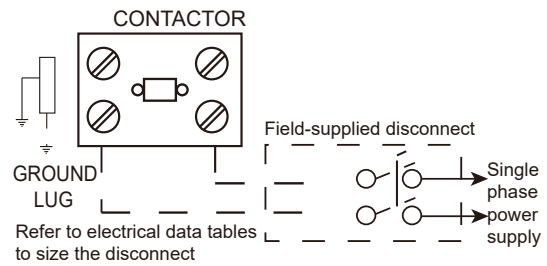 CONTACTOR
Field-supplied disconnect
GROUND
LUG
Single
phase
power
supply
Refer to electrical data tables
to size the disconnect